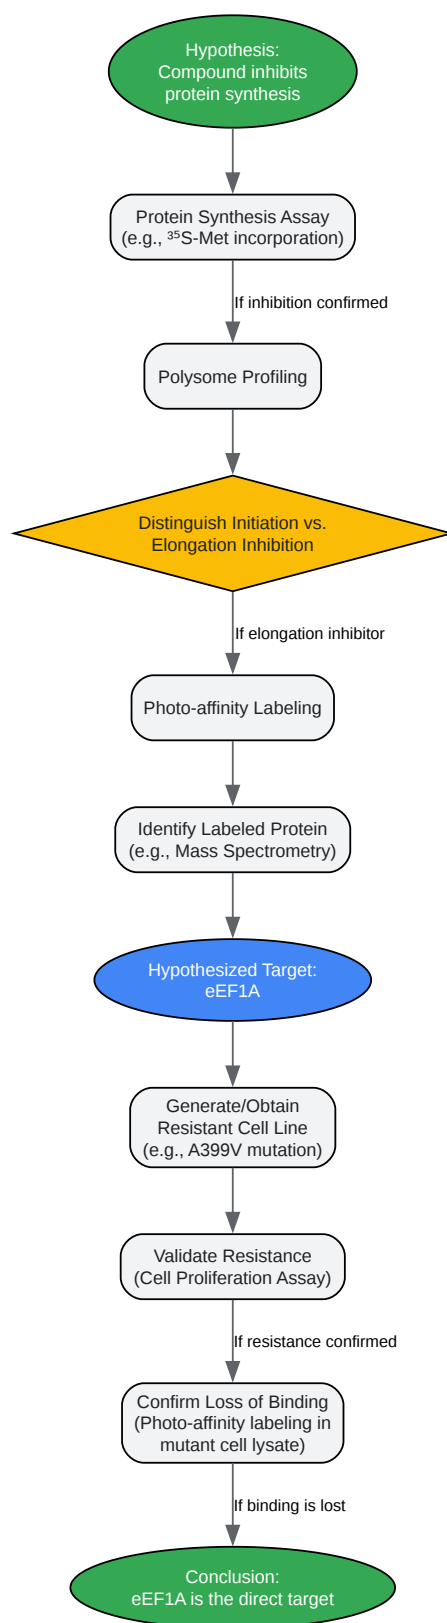 Hypothesis:
Compound inhibits
protein synthesis
Protein Synthesis Assay
(e.g., ³⁵S-Met incorporation)
If inhibition confirmed
Polysome Profiling
Distinguish Initiation vs.
Elongation Inhibition
If elongation inhibitor
Photo-affinity Labeling
Identify Labeled Protein
(e.g., Mass Spectrometry)
Hypothesized Target:
eEF1A
Generate/Obtain
Resistant Cell Line
(e.g., A399V mutation)
Validate Resistance
(Cell Proliferation Assay)
If resistance confirmed
Confirm Loss of Binding
(Photo-affinity labeling in
mutant cell lysate)
If binding is lost
Conclusion:
eEF1A is the direct target